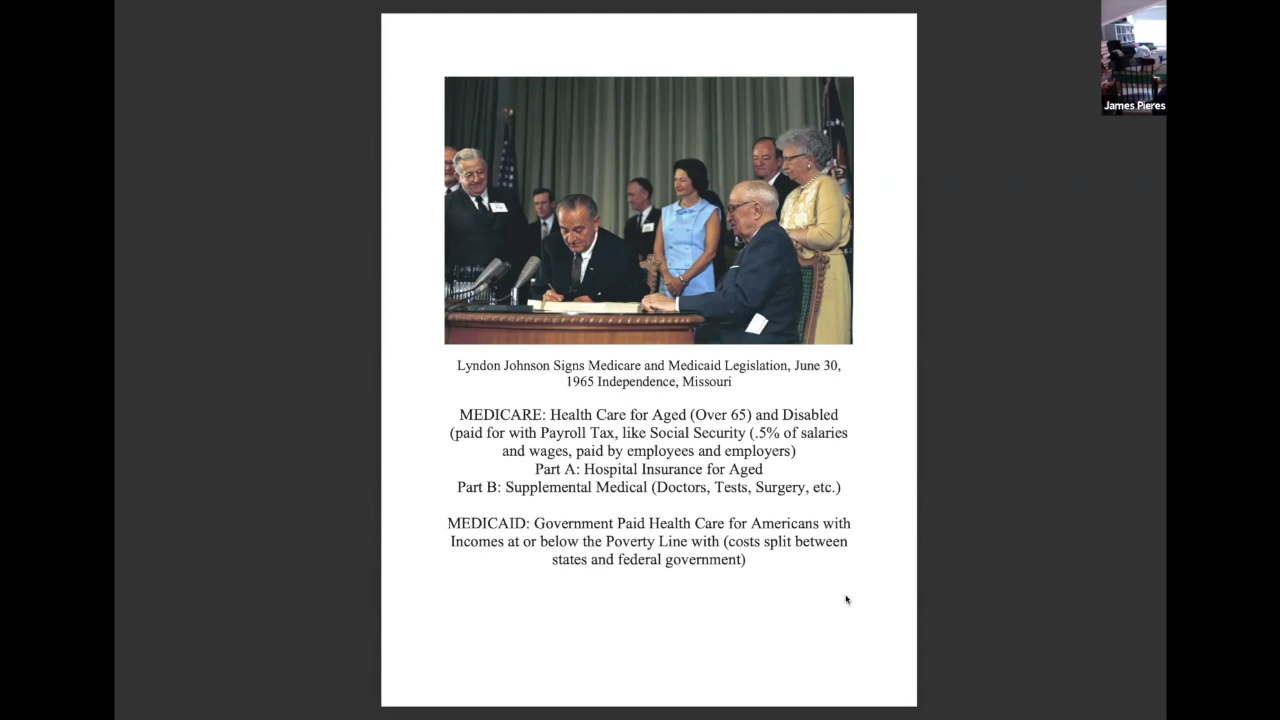 James Pieres
Lyndon Johnson Signs Medicare and Medicaid Legislation, June 30,
1965 Independence, Missouri
MEDICARE: Health Care for Aged (Over 65) and Disabled
(paid for with Payroll Tax, like Social Security (.5% of salaries
and wages, paid by employees and employers)
Part A: Hospital Insurance for Aged
Part B: Supplemental Medical (Doctors, Tests, Surgery, etc.)
MEDICAID: Government Paid Health Care for Americans with
Incomes at or below the Poverty Line with (costs split between
states and federal government)